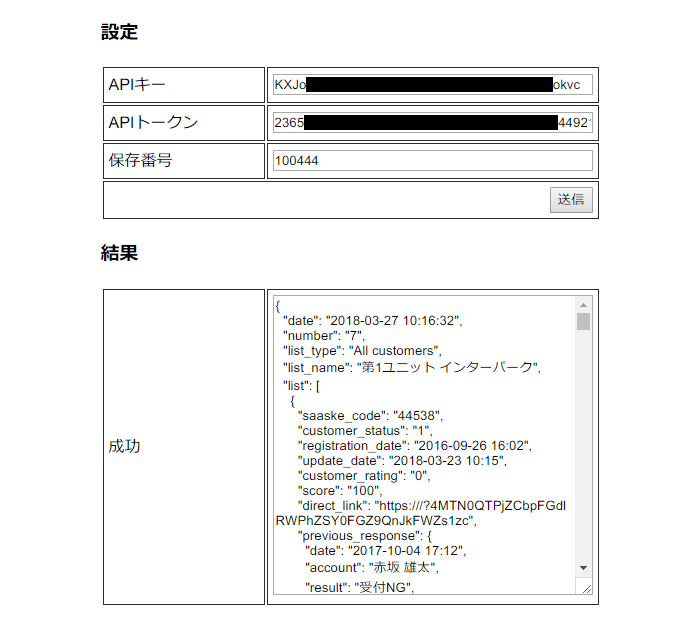 設定
APIキー KXJo okvc
APIトークン 2365 4492
保存番号 100444
送信
結果
成功
{
"date": "2018-03-27 10:16:32",
"number": "7",
"list_type": "All customers",
"list_name": "第1ユニット インターパーク",
"list": [
{
"saaske_code": "44538",
"customer_status": "1",
"registration_date": "2016-09-26 16:02",
"update_date": "2018-03-23 10:15",
"customer_rating": "0",
"score": "100",
"direct_link": "https:///?4MTN0QTPjZCbpFGdl
RWPhZSY0FGZ9QnJkFWZs1zc",
"previous_response": {
"date": "2017-10-04 17:12",
"account": "赤坂 雄太",
"result": "受付NG",